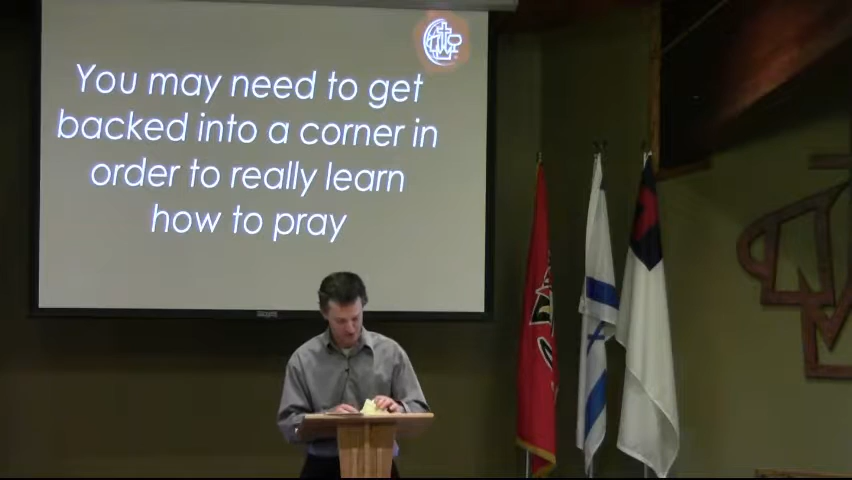 You may need to get
backed into a corner in
order to really learn
how to pray